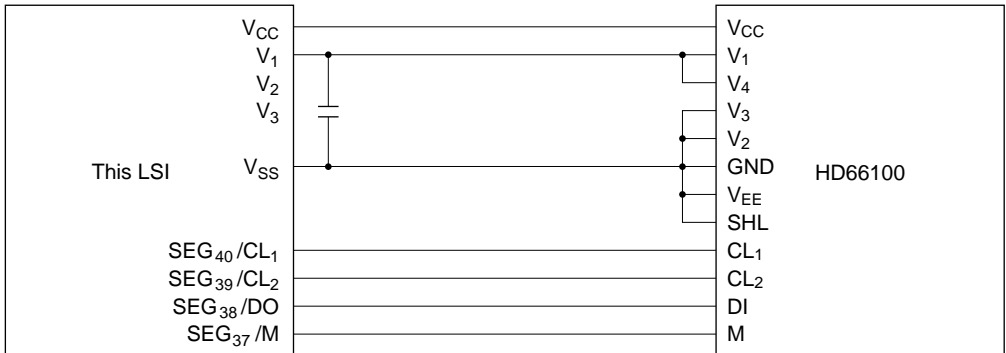 VCC VCC
V1 V1
V2 V4
V3 V3
V2
This LSI VSS GND HD66100
VEE
SHL
SEG40/CL1 CL1
SEG39/CL2 CL2
SEG38/DO DI
SEG37/M M